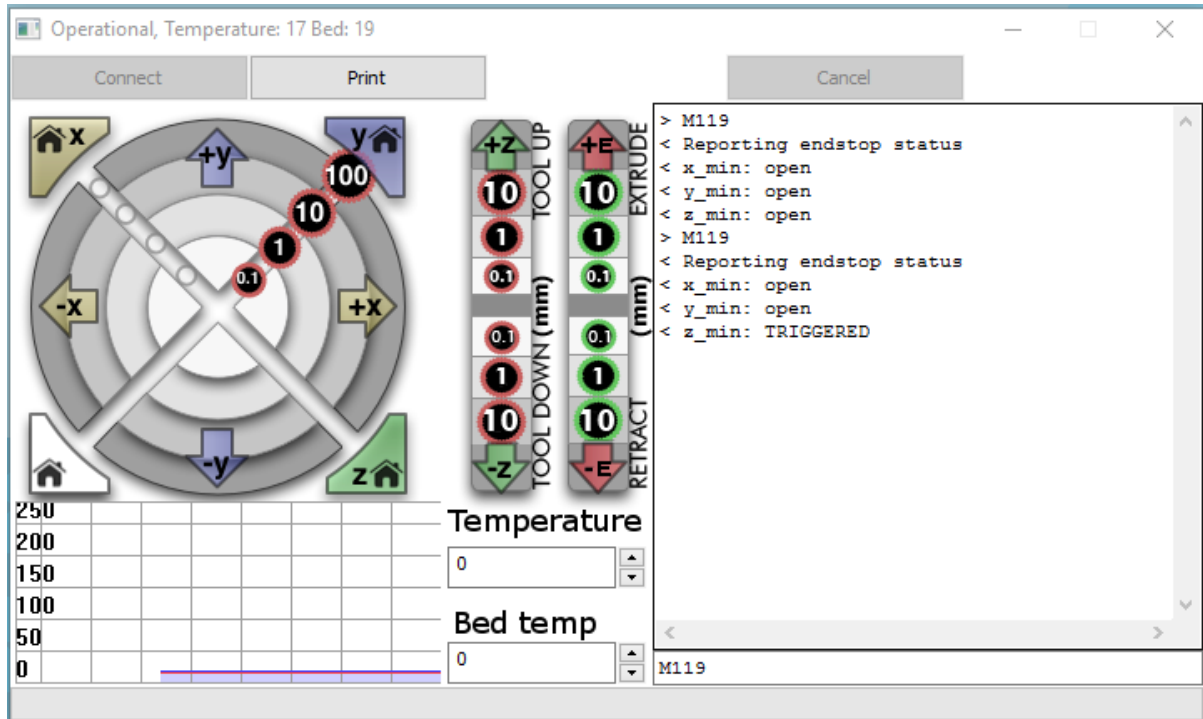 Operational, Temperature: 17 Bed: 19
Connect
Print
Cancel
x
+y
y
100
10
1
0.1
-x
+x
-y
z
+Z
10
1
0.1
0.1
1
10
-Z
TOOL UP
(mm)
TOOL DOWN
+E
10
1
0.1
0.1
1
10
-E
EXTRUDE
(mm)
RETRACT
> M119
< Reporting endstop status
< x_min: open
< y_min: open
< z_min: open
> M119
< Reporting endstop status
< x_min: open
< y_min: open
< z_min: TRIGGERED
250
200
150
100
50
0
Temperature
0
Bed temp
0
M119